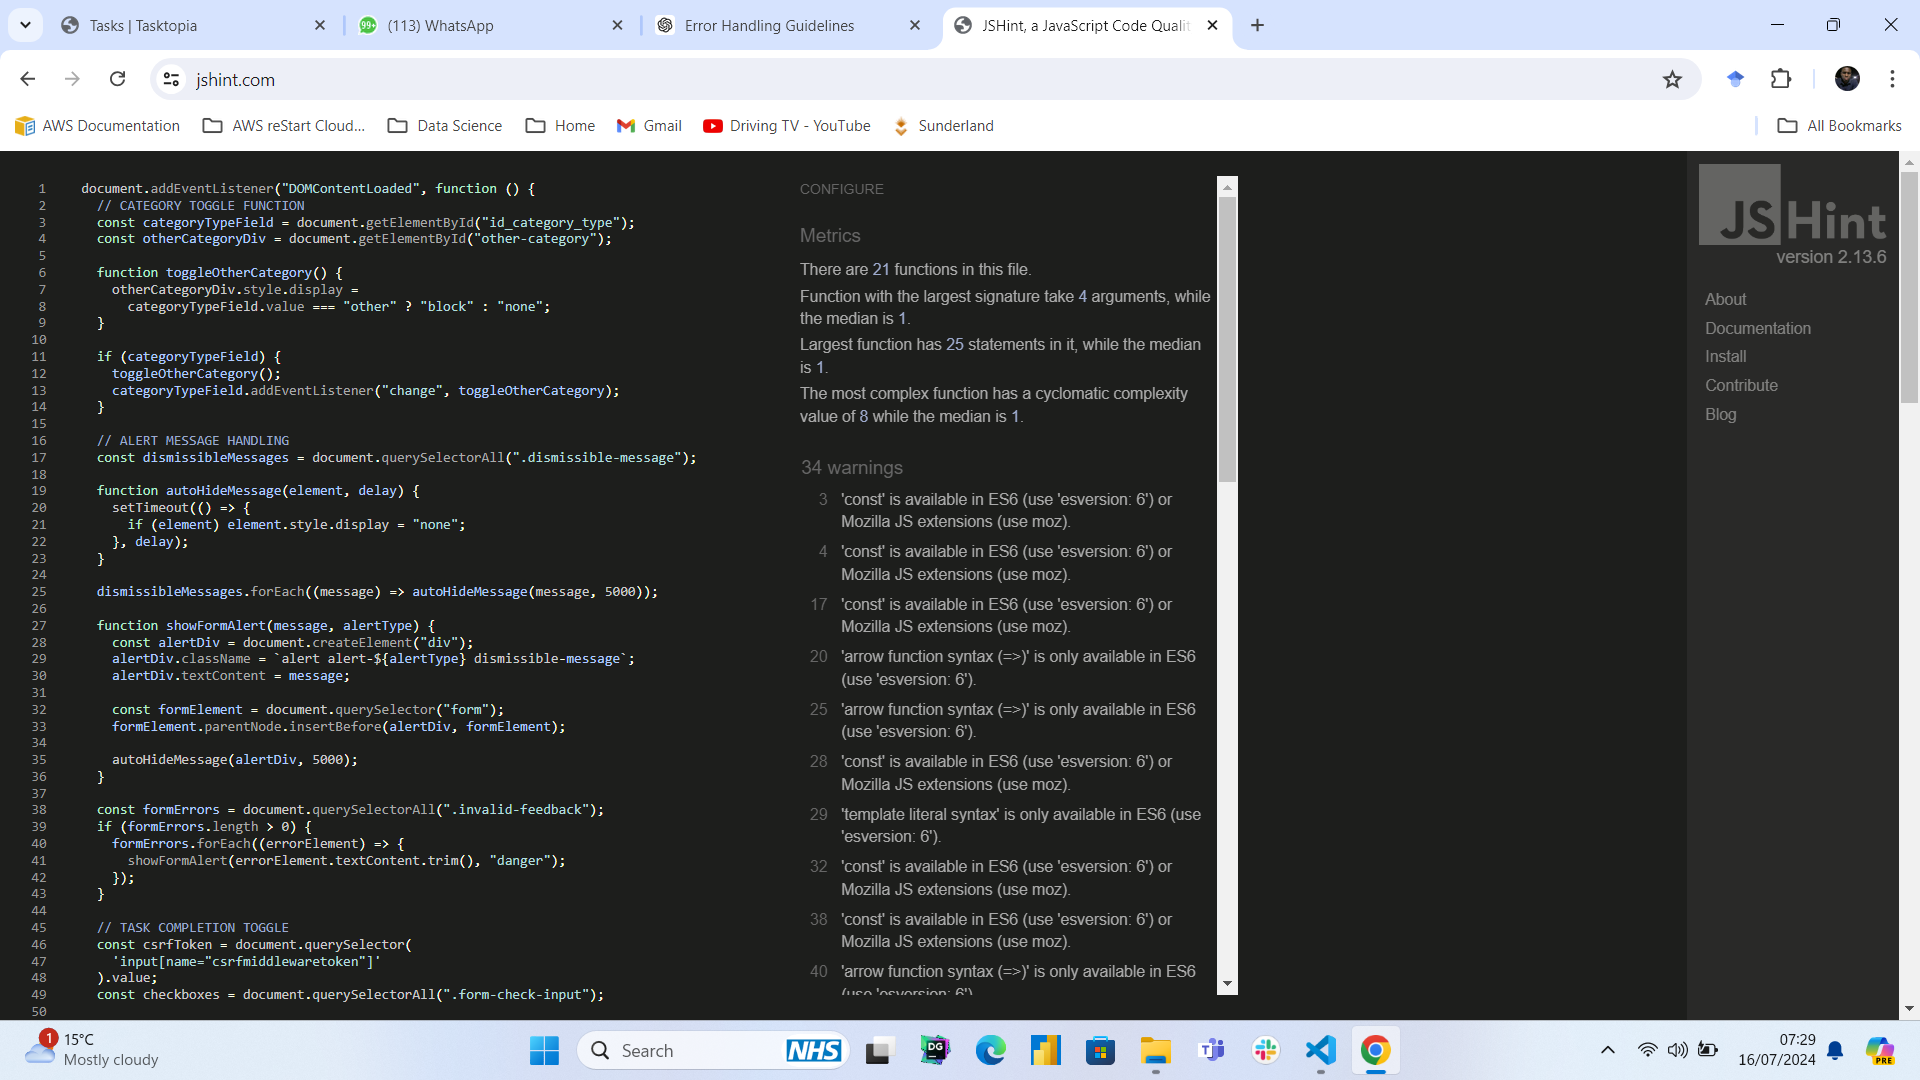 Tasks | Tasktopia
99+
(113) WhatsApp
Error Handling Guidelines
JSHint, a JavaScript Code Qualit
jshint.com
AWS Documentation
AWS reStart Cloud...
Data Science
Home
Gmail
Driving TV - YouTube
Sunderland
All Bookmarks
1 document.addEventListener("DOMContentLoaded", function () {
2 // CATEGORY TOGGLE FUNCTION
3 const categoryTypeField = document.getElementById("id_category_type");
4 const otherCategoryDiv = document.getElementById("other-category");
5
6 function toggleOtherCategory() {
7 otherCategoryDiv.style.display =
8 categoryTypeField.value === "other" ? "block" : "none";
9 }
10
11 if (categoryTypeField) {
12 toggleOtherCategory();
13 categoryTypeField.addEventListener("change", toggleOtherCategory);
14 }
15
16 // ALERT MESSAGE HANDLING
17 const dismissibleMessages = document.querySelectorAll(".dismissible-message");
18
19 function autoHideMessage(element, delay) {
20 setTimeout(() => {
21 if (element) element.style.display = "none";
22 }, delay);
23 }
24
25 dismissibleMessages.forEach((message) => autoHideMessage(message, 5000));
26
27 function showFormAlert(message, alertType) {
28 const alertDiv = document.createElement("div");
29 alertDiv.className = `alert alert-${alertType} dismissible-message`;
30 alertDiv.textContent = message;
31
32 const formElement = document.querySelector("form");
33 formElement.parentNode.insertBefore(alertDiv, formElement);
34
35 autoHideMessage(alertDiv, 5000);
36 }
37
38 const formErrors = document.querySelectorAll(".invalid-feedback");
39 if (formErrors.length > 0) {
40 formErrors.forEach((errorElement) => {
41 showFormAlert(errorElement.textContent.trim(), "danger");
42 });
43 }
44
45 // TASK COMPLETION TOGGLE
46 const csrfToken = document.querySelector(
47 'input[name="csrfmiddlewaretoken"]'
48 ).value;
49 const checkboxes = document.querySelectorAll(".form-check-input");
50
CONFIGURE
Metrics
There are 21 functions in this file.
Function with the largest signature take 4 arguments, while
the median is 1.
Largest function has 25 statements in it, while the median
is 1.
The most complex function has a cyclomatic complexity
value of 8 while the median is 1.
34 warnings
3 'const' is available in ES6 (use 'esversion: 6') or
Mozilla JS extensions (use moz).
4 'const' is available in ES6 (use 'esversion: 6') or
Mozilla JS extensions (use moz).
17 'const' is available in ES6 (use 'esversion: 6') or
Mozilla JS extensions (use moz).
20 'arrow function syntax (=>)' is only available in ES6
(use 'esversion: 6').
25 'arrow function syntax (=>)' is only available in ES6
(use 'esversion: 6').
28 'const' is available in ES6 (use 'esversion: 6') or
Mozilla JS extensions (use moz).
29 'template literal syntax' is only available in ES6 (use
'esversion: 6').
32 'const' is available in ES6 (use 'esversion: 6') or
Mozilla JS extensions (use moz).
38 'const' is available in ES6 (use 'esversion: 6') or
Mozilla JS extensions (use moz).
40 'arrow function syntax (=>)' is only available in ES6
(use 'esversion: 6').
JSHint
version 2.13.6
About
Documentation
Install
Contribute
Blog
1
15°C
Mostly cloudy
Search
NHS
DG
PRE
07:29
16/07/2024